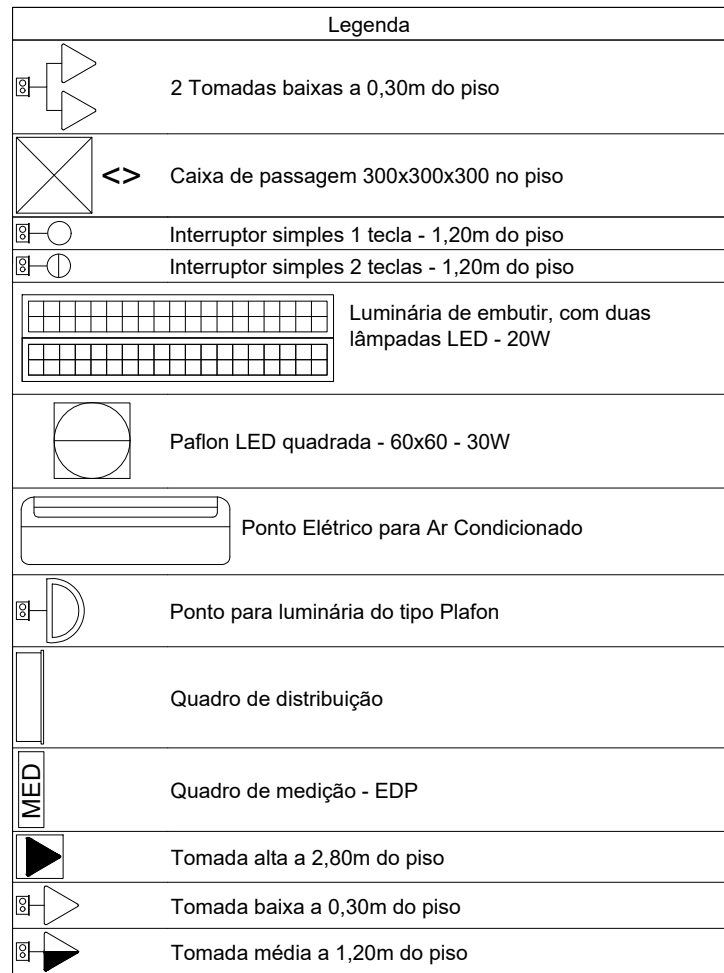 Legenda
2 Tomadas baixas a 0,30m do piso
<> Caixa de passagem 300x300x300 no piso
Interruptor simples 1 tecla - 1,20m do piso
Interruptor simples 2 teclas - 1,20m do piso
Luminária de embutir, com duas
lâmpadas LED - 20W
Paflon LED quadrada - 60x60 - 30W
Ponto Elétrico para Ar Condicionado
Ponto para luminária do tipo Plafon
Quadro de distribuição
MED Quadro de medição - EDP
Tomada alta a 2,80m do piso
Tomada baixa a 0,30m do piso
Tomada média a 1,20m do piso